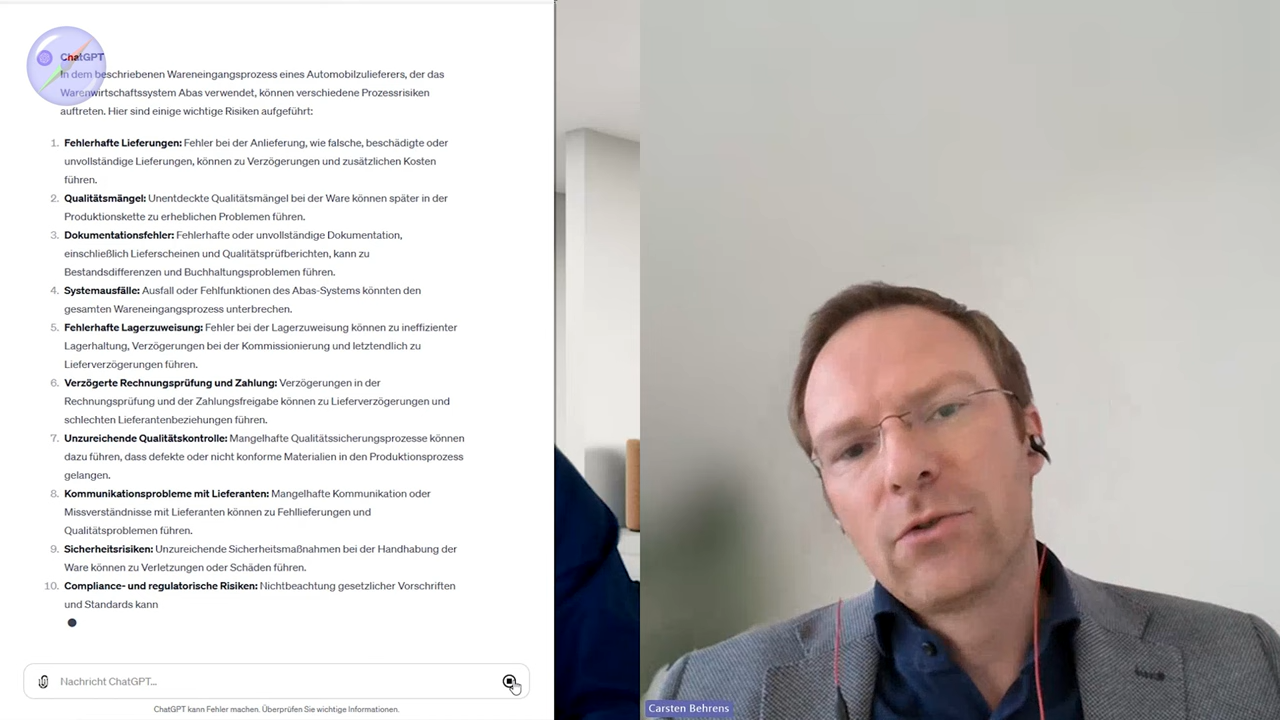 ChatGPT
In dem beschriebenen Wareneingangsprozess eines Automobilzulieferers, der das
Warenwirtschaftssystem Abas verwendet, können verschiedene Prozessrisiken
auftreten. Hier sind einige wichtige Risiken aufgeführt:
1. Fehlerhafte Lieferungen: Fehler bei der Anlieferung, wie falsche, beschädigte oder
unvollständige Lieferungen, können zu Verzögerungen und zusätzlichen Kosten
führen.
2. Qualitätsmängel: Unentdeckte Qualitätsmängel bei der Ware können später in der
Produktionskette zu erheblichen Problemen führen.
3. Dokumentationsfehler: Fehlerhafte oder unvollständige Dokumentation,
einschließlich Lieferscheinen und Qualitätsprüfberichten, kann zu
Bestandsdifferenzen und Buchhaltungsproblemen führen.
4. Systemausfälle: Ausfall oder Fehlfunktionen des Abas-Systems könnten den
gesamten Wareneingangsprozess unterbrechen.
5. Fehlerhafte Lagerzuweisung: Fehler bei der Lagerzuweisung können zu ineffizienter
Lagerhaltung, Verzögerungen bei der Kommissionierung und letztendlich zu
Lieferverzögerungen führen.
6. Verzögerte Rechnungsprüfung und Zahlung: Verzögerungen in der
Rechnungsprüfung und der Zahlungsfreigabe können zu Lieferverzögerungen und
schlechten Lieferantenbeziehungen führen.
7. Unzureichende Qualitätskontrolle: Mangelhafte Qualitätssicherungsprozesse können
dazu führen, dass defekte oder nicht konforme Materialien in den Produktionsprozess
gelangen.
8. Kommunikationsprobleme mit Lieferanten: Mangelhafte Kommunikation oder
Missverständnisse mit Lieferanten können zu Fehllieferungen und
Qualitätsproblemen führen.
9. Sicherheitsrisiken: Unzureichende Sicherheitsmaßnahmen bei der Handhabung der
Ware können zu Verletzungen oder Schäden führen.
10. Compliance- und regulatorische Risiken: Nichtbeachtung gesetzlicher Vorschriften
und Standards kann
Nachricht ChatGPT...
ChatGPT kann Fehler machen. Überprüfen Sie wichtige Informationen.
Carsten Behrens